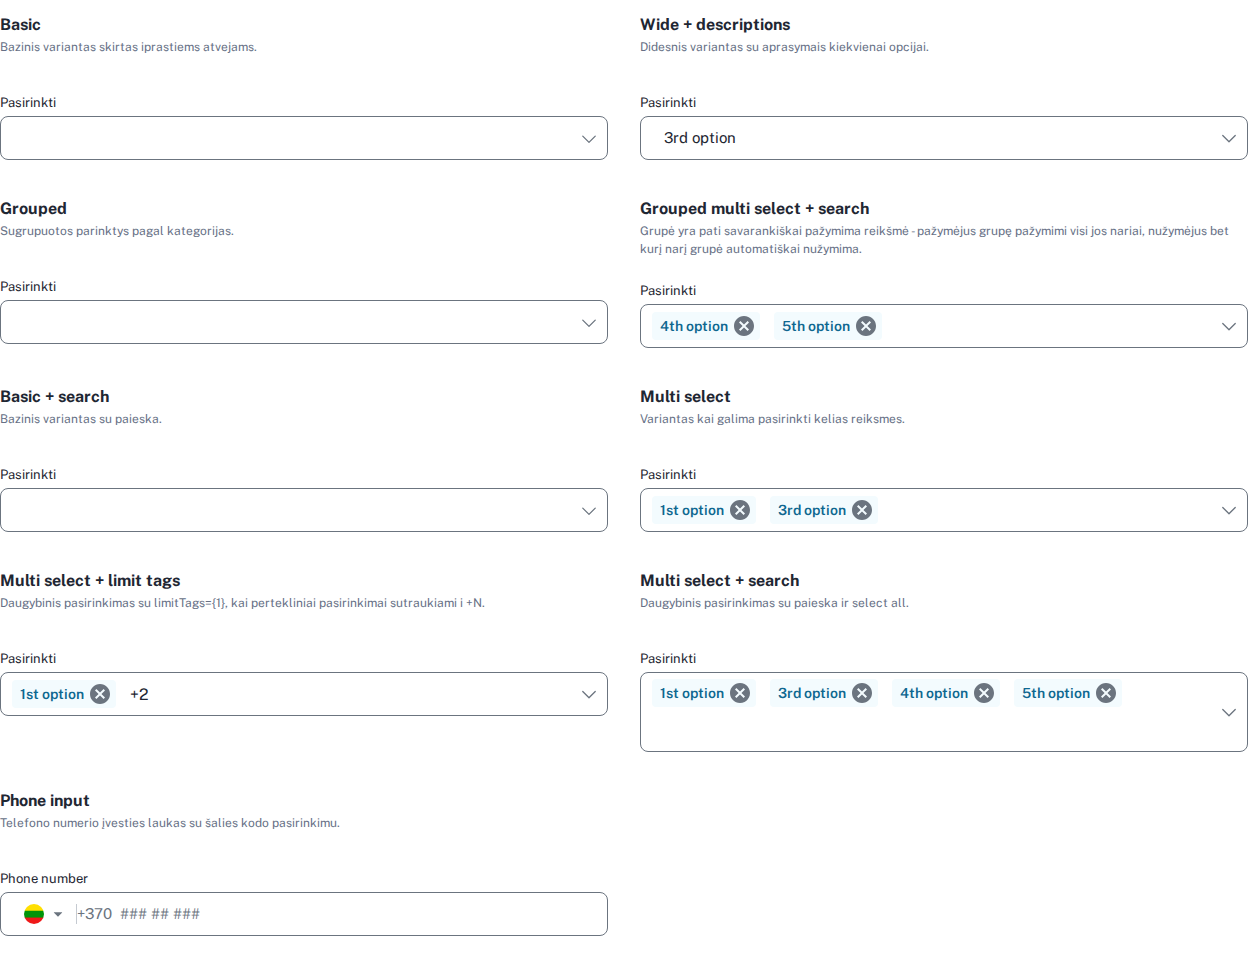 Basic
Bazinis variantas skirtas iprastiems atvejams.
Pasirinkti
Wide + descriptions
Didesnis variantas su aprasymais kiekvienai opcijai.
Pasirinkti
3rd option
Grouped
Sugrupuotos parinktys pagal kategorijas.
Pasirinkti
Grouped multi select + search
Grupė yra pati savarankiškai pažymima reikšmė - pažymėjus grupę pažymimi visi jos nariai, nužymėjus bet
kurį narį grupė automatiškai nužymima.
Pasirinkti
4th option 5th option
Basic + search
Bazinis variantas su paieska.
Pasirinkti
Multi select
Variantas kai galima pasirinkti kelias reiksmes.
Pasirinkti
1st option 3rd option
Multi select + limit tags
Daugybinis pasirinkimas su limitTags={1}, kai pertekliniai pasirinkimai sutraukiami i +N.
Pasirinkti
1st option +2
Multi select + search
Daugybinis pasirinkimas su paieska ir select all.
Pasirinkti
1st option 3rd option 4th option 5th option
Phone input
Telefono numerio įvesties laukas su šalies kodo pasirinkimu.
Phone number
+370 ### ## ###